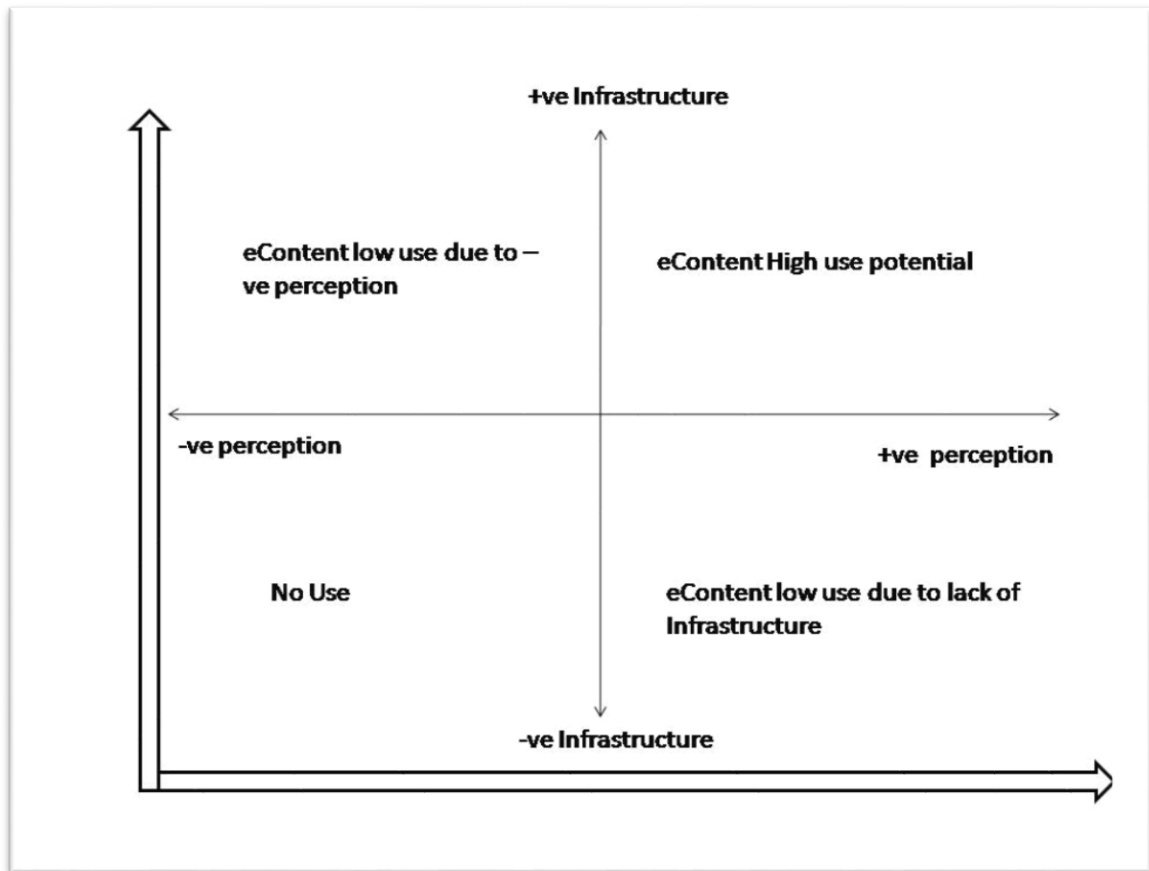 +ve Infrastructure
eContent low use due to –
ve perception
eContent High use potential
-ve perception
+ve perception
No Use
eContent low use due to lack of
Infrastructure
-ve Infrastructure